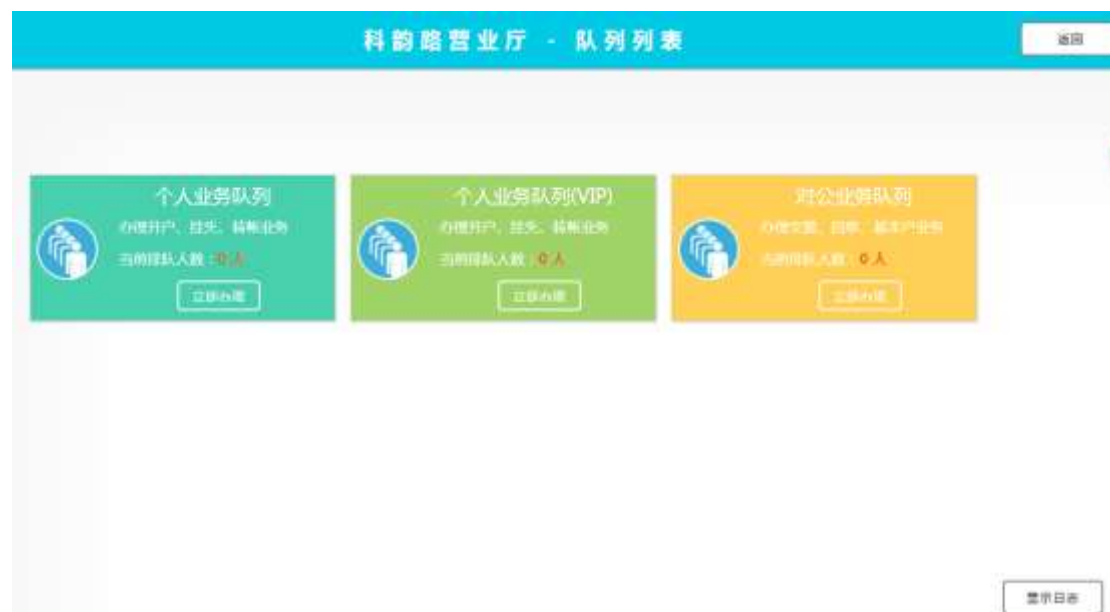 科韵路营业厅 - 队列列表
返回
个人业务队列
办理开户、挂失、转帐业务
当前排队人数:0 人
立即办理
个人业务队列(VIP)
办理开户、挂失、转帐业务
当前排队人数:0 人
立即办理
对公业务队列
当前排队人数:0 人
立即办理
显示日志